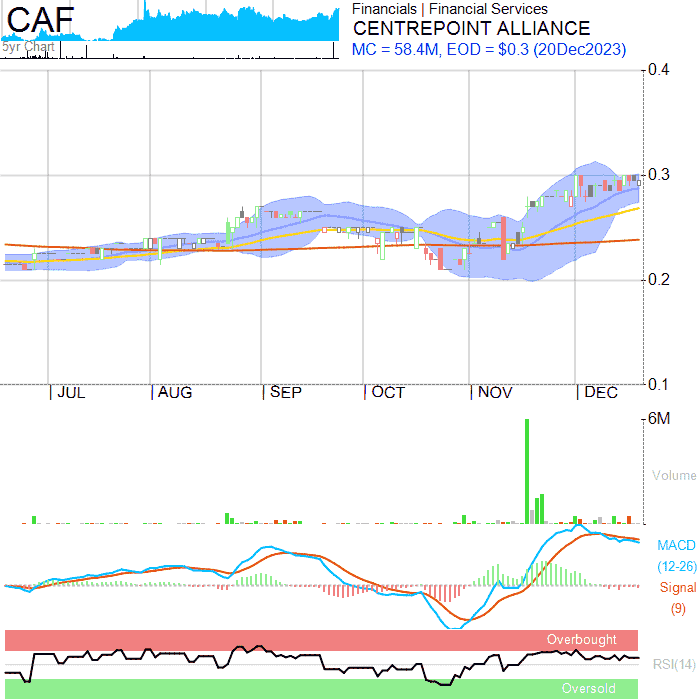 CAF
5yr Chart
Financials | Financial Services
CENTREPOINT ALLIANCE
MC = 58.4M, EOD = $0.3 (20Dec2023)
0.4
0.3
0.2
0.1
JUL
AUG
SEP
OCT
NOV
DEC
6M
Volume
MACD
(12-26)
Signal
(9)
Overbought
RSI(14)
Oversold